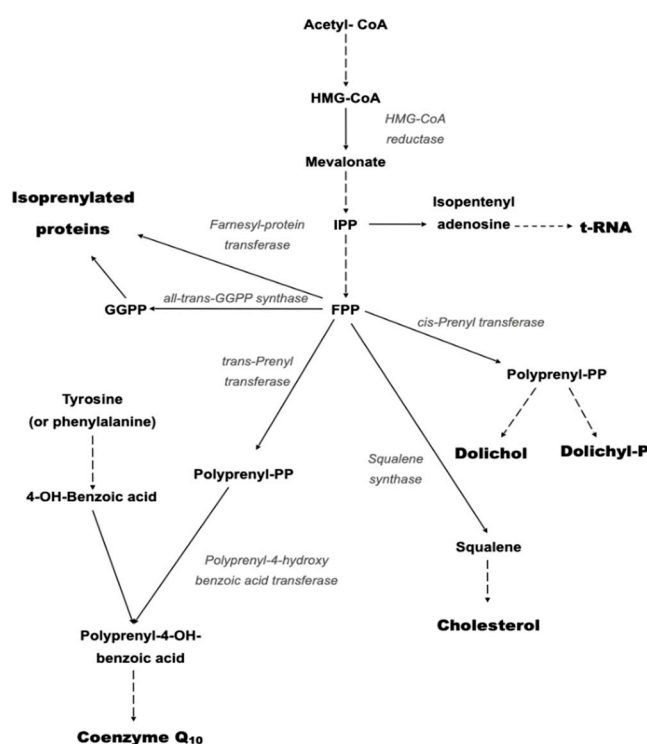 Acetyl- CoA
HMG-CoA
HMG-CoA
reductase
Mevalonate
Isoprenylated
proteins
Farnesyl-protein
transferase
IPP
Isopentenyl
adenosine
t-RNA
GGPP
all-trans-GGPP synthase
FPP
cis-Prenyl transferase
trans-Prenyl
transferase
Polyprenyl-PP
Tyrosine
(or phenylalanine)
Dolichol
Dolichyl-P
Squalene
synthase
Polyprenyl-PP
4-OH-Benzoic acid
Squalene
Polyprenyl-4-hydroxy
benzoic acid transferase
Cholesterol
Polyprenyl-4-OH-
benzoic acid
Coenzyme Q₁₀